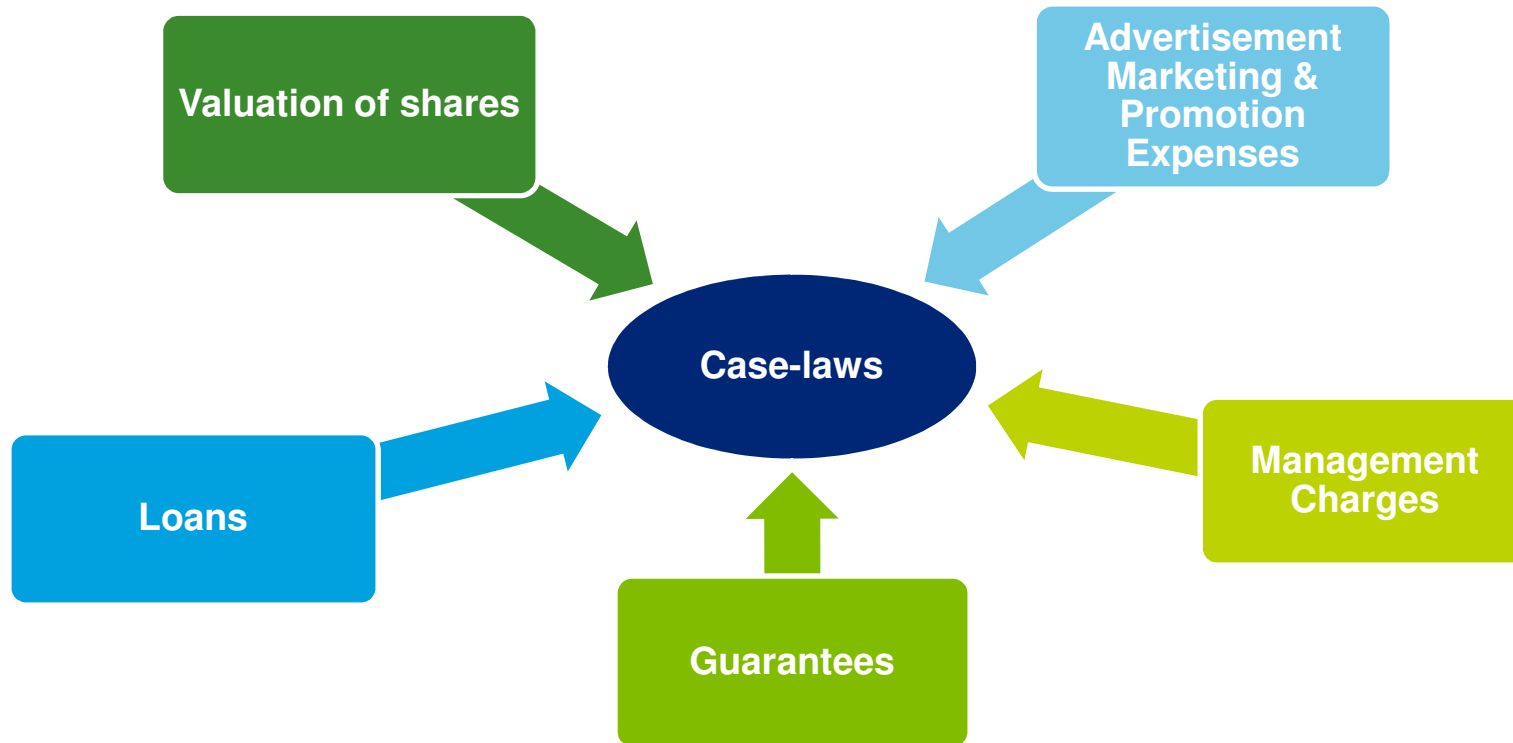 Valuation of shares
Advertisement
Marketing &
Promotion
Expenses
Case-laws
Loans
Management
Charges
Guarantees